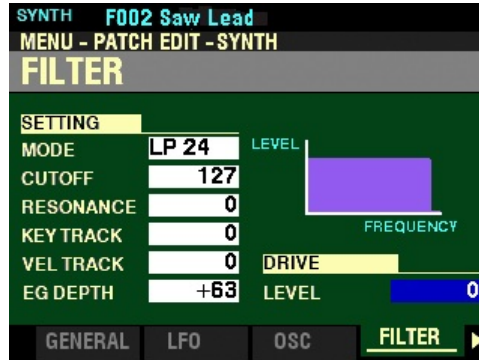 SYNTH F002 Saw Lead
MENU - PATCH EDIT - SYNTH
FILTER
SETTING
MODE LP 24
CUTOFF 127
RESONANCE 0
KEY TRACK 0
VEL TRACK 0
EG DEPTH +63
LEVEL
FREQUENCY
DRIVE
LEVEL 0
GENERAL LFO OSC FILTER